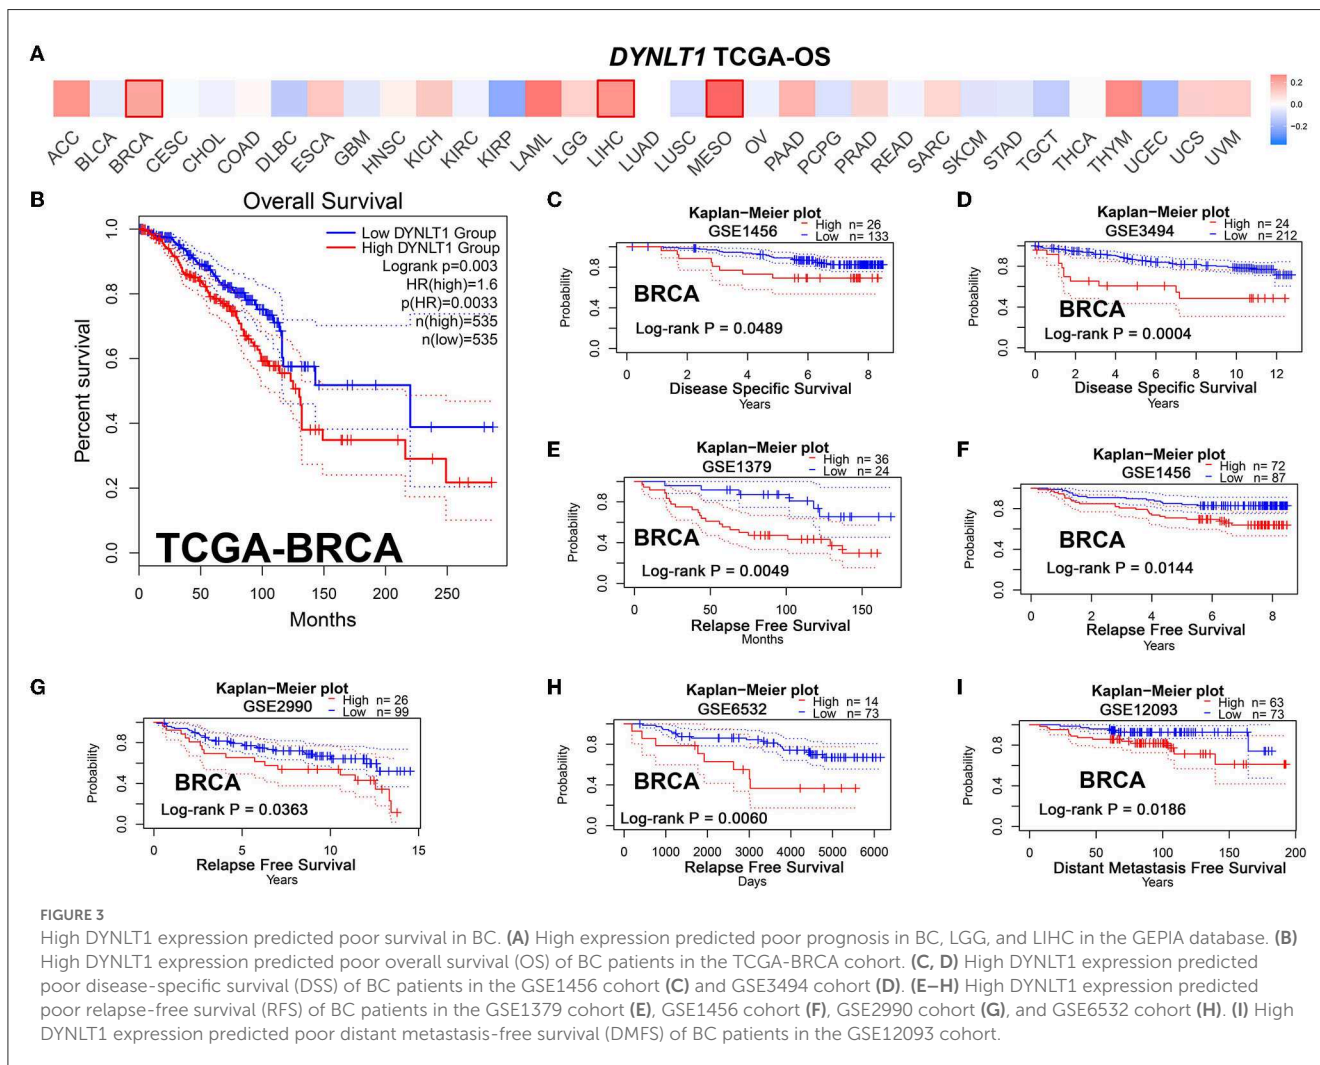 A
DYNLT1 TCGA-OS
0.2
0.0
−0.2
ACC BLCA BRCA CESC CHOL COAD DLBC ESCA GBM HNSC KICH KIRC KIRP LAML LGG LIHC LUAD LUSC MESO OV PAAD PCPG PRAD READ SARC SKCM STAD TGCT THCA THYM UCEC UCS UVM
B
Overall Survival
Low DYNLT1 Group
High DYNLT1 Group
Logrank p=0.003
HR(high)=1.6
p(HR)=0.0033
n(high)=535
n(low)=535
Percent survival
1.0
0.8
0.6
0.4
0.2
0.0
TCGA-BRCA
0 50 100 150 200 250
Months
C
Kaplan−Meier plot
GSE1456
High n= 26
Low n= 133
Probability
0.8
0.4
0.0
BRCA
Log-rank P = 0.0489
0 2 4 6 8
Disease Specific Survival
Years
D
Kaplan−Meier plot
GSE3494
High n= 24
Low n= 212
Probability
0.8
0.4
0.0
BRCA
Log-rank P = 0.0004
0 2 4 6 8 10 12
Disease Specific Survival
Years
E
Kaplan−Meier plot
GSE1379
High n= 36
Low n= 24
Probability
0.8
0.4
0.0
BRCA
Log-rank P = 0.0049
0 50 100 150
Relapse Free Survival
Months
F
Kaplan−Meier plot
GSE1456
High n= 72
Low n= 87
Probability
0.8
0.4
0.0
BRCA
Log-rank P = 0.0144
0 2 4 6 8
Relapse Free Survival
Years
G
Kaplan−Meier plot
GSE2990
High n= 26
Low n= 99
Probability
0.8
0.4
0.0
BRCA
Log-rank P = 0.0363
0 5 10 15
Relapse Free Survival
Years
H
Kaplan−Meier plot
GSE6532
High n= 14
Low n= 73
Probability
0.8
0.4
0.0
BRCA
Log-rank P = 0.0060
0 1000 2000 3000 4000 5000 6000
Relapse Free Survival
Days
I
Kaplan−Meier plot
GSE12093
High n= 63
Low n= 73
Probability
0.8
0.4
0.0
BRCA
Log-rank P = 0.0186
0 50 100 150 200
Distant Metastasis Free Survival
Years
FIGURE 3
High DYNLT1 expression predicted poor survival in BC. (A) High expression predicted poor prognosis in BC, LGG, and LIHC in the GEPIA database. (B)
High DYNLT1 expression predicted poor overall survival (OS) of BC patients in the TCGA-BRCA cohort. (C, D) High DYNLT1 expression predicted
poor disease-specific survival (DSS) of BC patients in the GSE1456 cohort (C) and GSE3494 cohort (D). (E–H) High DYNLT1 expression predicted
poor relapse-free survival (RFS) of BC patients in the GSE1379 cohort (E), GSE1456 cohort (F), GSE2990 cohort (G), and GSE6532 cohort (H). (I) High
DYNLT1 expression predicted poor distant metastasis-free survival (DMFS) of BC patients in the GSE12093 cohort.